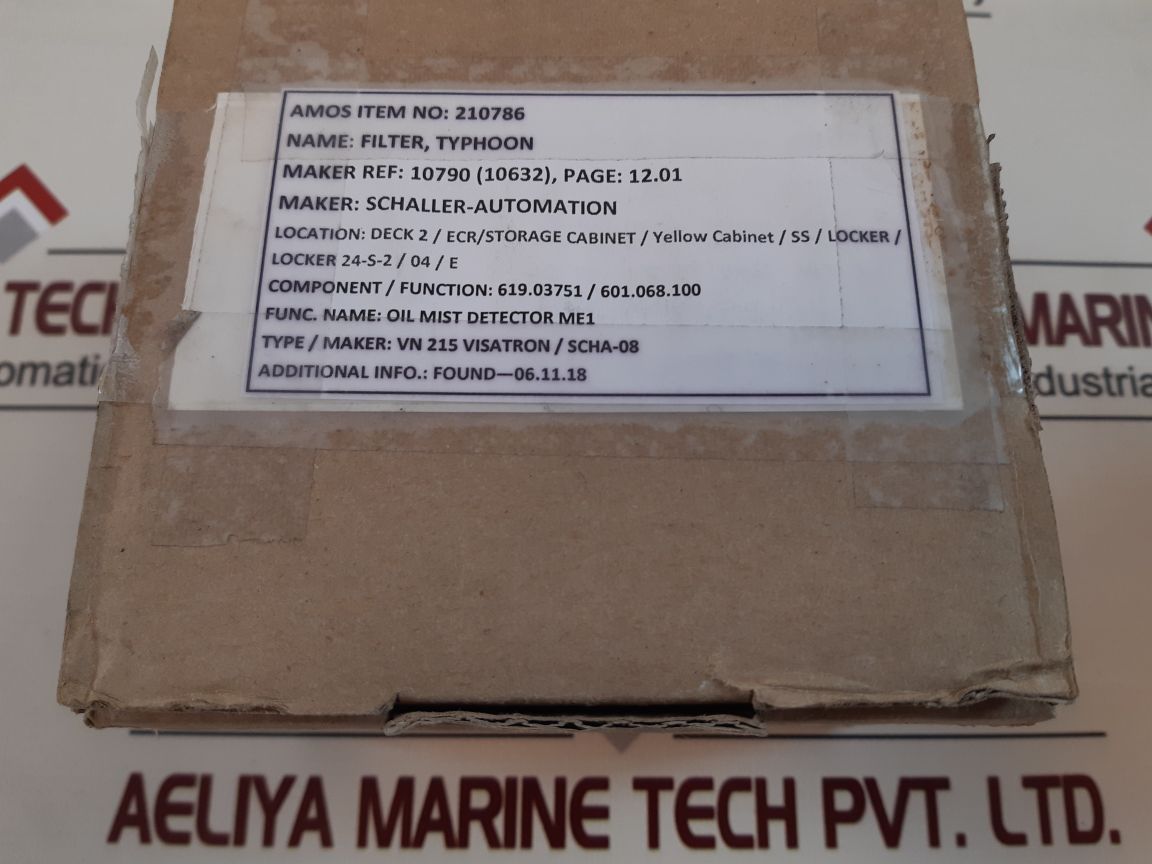 AMOS ITEM NO: 210786
NAME: FILTER, TYPHOON
MAKER REF: 10790 (10632), PAGE: 12.01
MAKER: SCHALLER-AUTOMATION
LOCATION: DECK 2 / ECR/STORAGE CABINET / Yellow Cabinet / SS / LOCKER /
LOCKER 24-S-2 / 04 / E
COMPONENT / FUNCTION: 619.03751 / 601.068.100
FUNC. NAME: OIL MIST DETECTOR ME1
TYPE / MAKER: VN 215 VISATRON / SCHA-08
ADDITIONAL INFO.: FOUND—06.11.18
TECH
omati
MARIN
dustria
AELIYA MARINE TECH PVT. LTD.